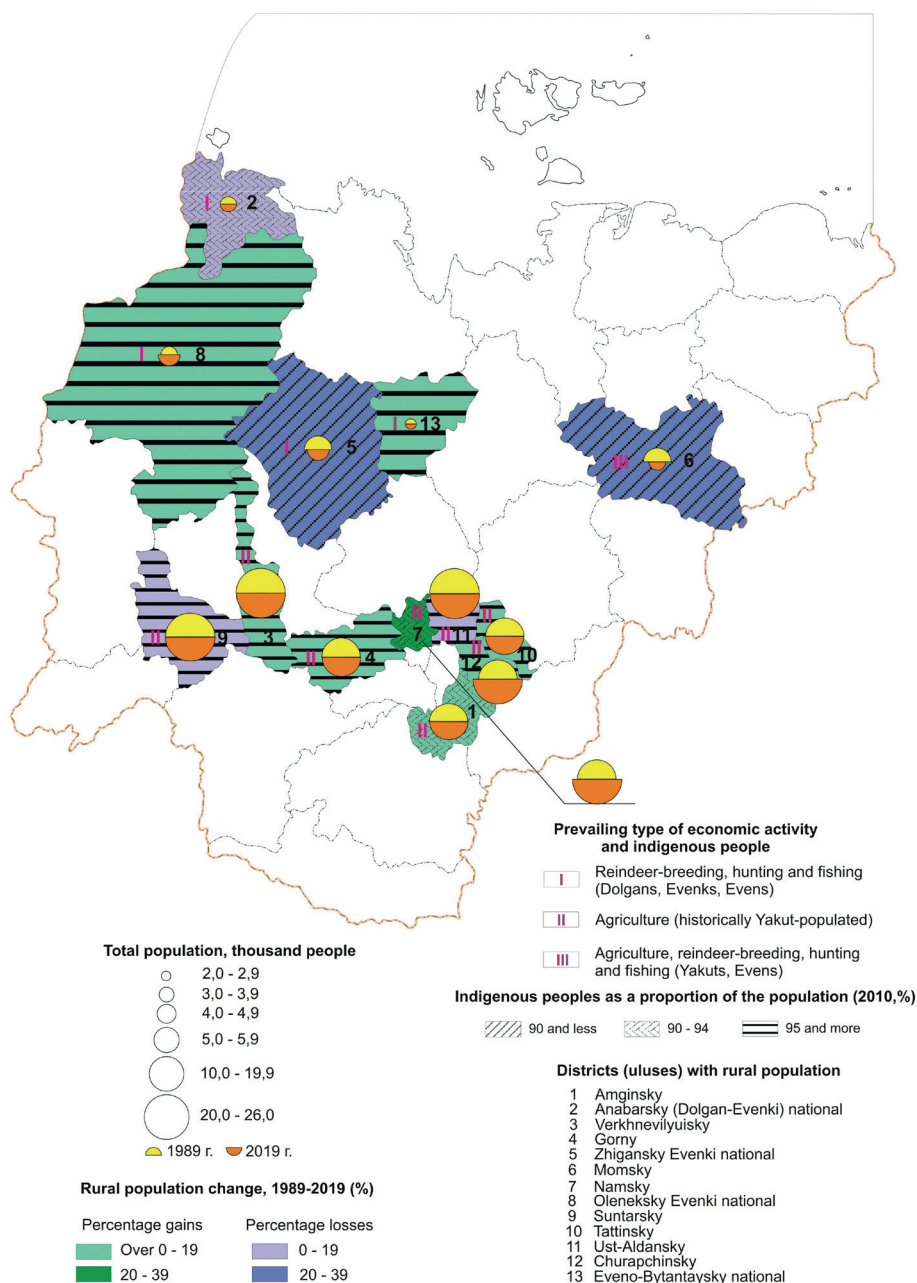 I
2
I
8
I
13
I
5
III
6
II
II
9
3
II
7
II
11
II
II
10
12
II
4
1
II
Prevailing type of economic activity
and indigenous people
I Reindeer-breeding, hunting and fishing
(Dolgans, Evenks, Evens)
II Agriculture (historically Yakut-populated)
III Agriculture, reindeer-breeding, hunting
and fishing (Yakuts, Evens)
Total population, thousand people
2,0 - 2,9
3,0 - 3,9
4,0 - 4,9
5,0 - 5,9
10,0 - 19,9
20,0 - 26,0
1989 г. 2019 г.
Indigenous peoples as a proportion of the population (2010,%)
90 and less 90 - 94 95 and more
Rural population change, 1989-2019 (%)
Percentage gains Percentage losses
Over 0 - 19 0 - 19
20 - 39 20 - 39
Districts (uluses) with rural population
1 Amginsky
2 Anabarsky (Dolgan-Evenki) national
3 Verkhnevilyuisky
4 Gorny
5 Zhigansky Evenki national
6 Momsky
7 Namsky
8 Oleneksky Evenki national
9 Suntarsky
10 Tattinsky
11 Ust-Aldansky
12 Churapchinsky
13 Eveno-Bytantaysky national